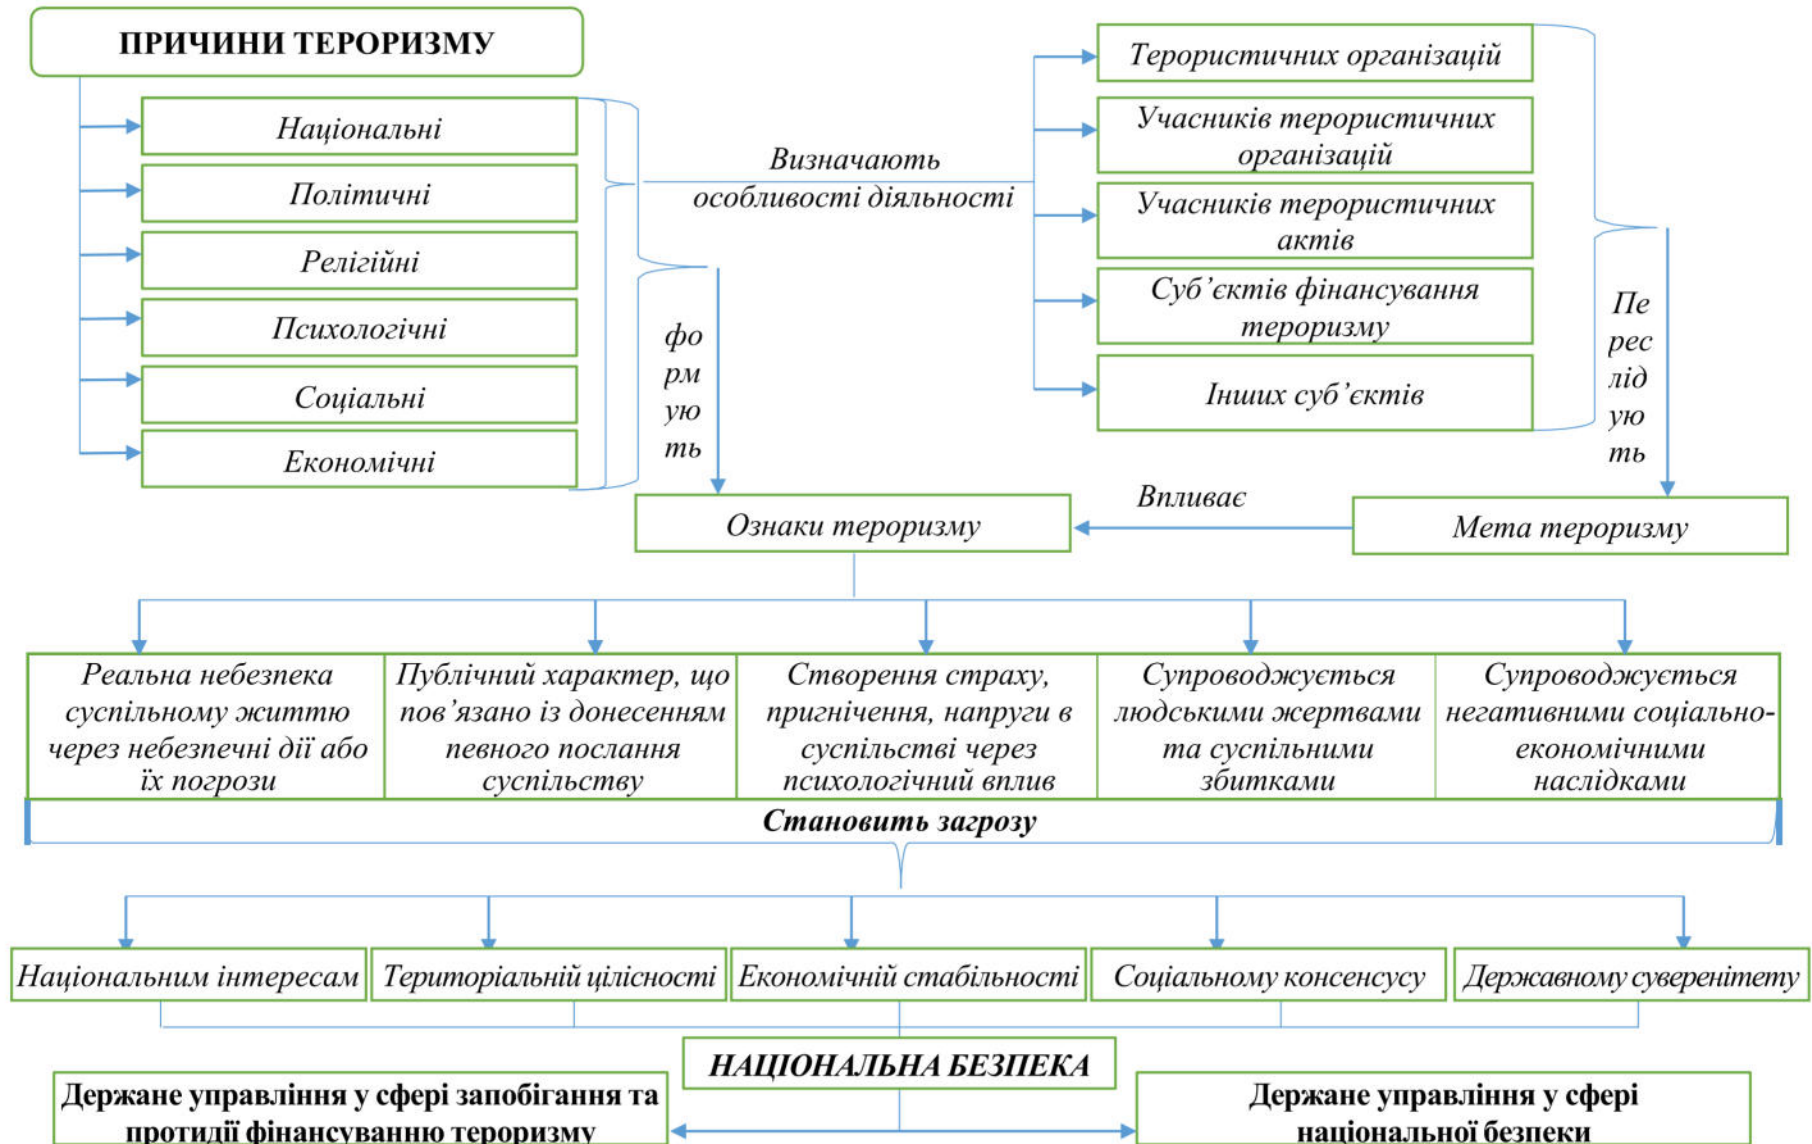 ПРИЧИНИ ТЕРОРИЗМУ
Національні
Політичні
Релігійні
Психологічні
Соціальні
Економічні
фо
рм
ую
ть
Визначають
особливості діяльності
Терористичних організацій
Учасників терористичних
організацій
Учасників терористичних
актів
Суб’єктів фінансування
тероризму
Інших суб’єктів
Пе
рес
лід
ую
ть
Ознаки тероризму
Впливає
Мета тероризму
Реальна небезпека
суспільному життю
через небезпечні дії або
їх погрози
Публічний характер, що
пов’язано із донесенням
певного послання
суспільству
Створення страху,
пригнічення, напруги в
суспільстві через
психологічний вплив
Супроводжується
людськими жертвами
та суспільними
збитками
Супроводжується
негативними соціально-
економічними
наслідками
Становить загрозу
Національним інтересам
Територіальній цілісності
Економічній стабільності
Соціальному консенсусу
Державному суверенітету
НАЦІОНАЛЬНА БЕЗПЕКА
Держане управління у сфері запобігання та
протидії фінансуванню тероризму
Держане управління у сфері
національної безпеки